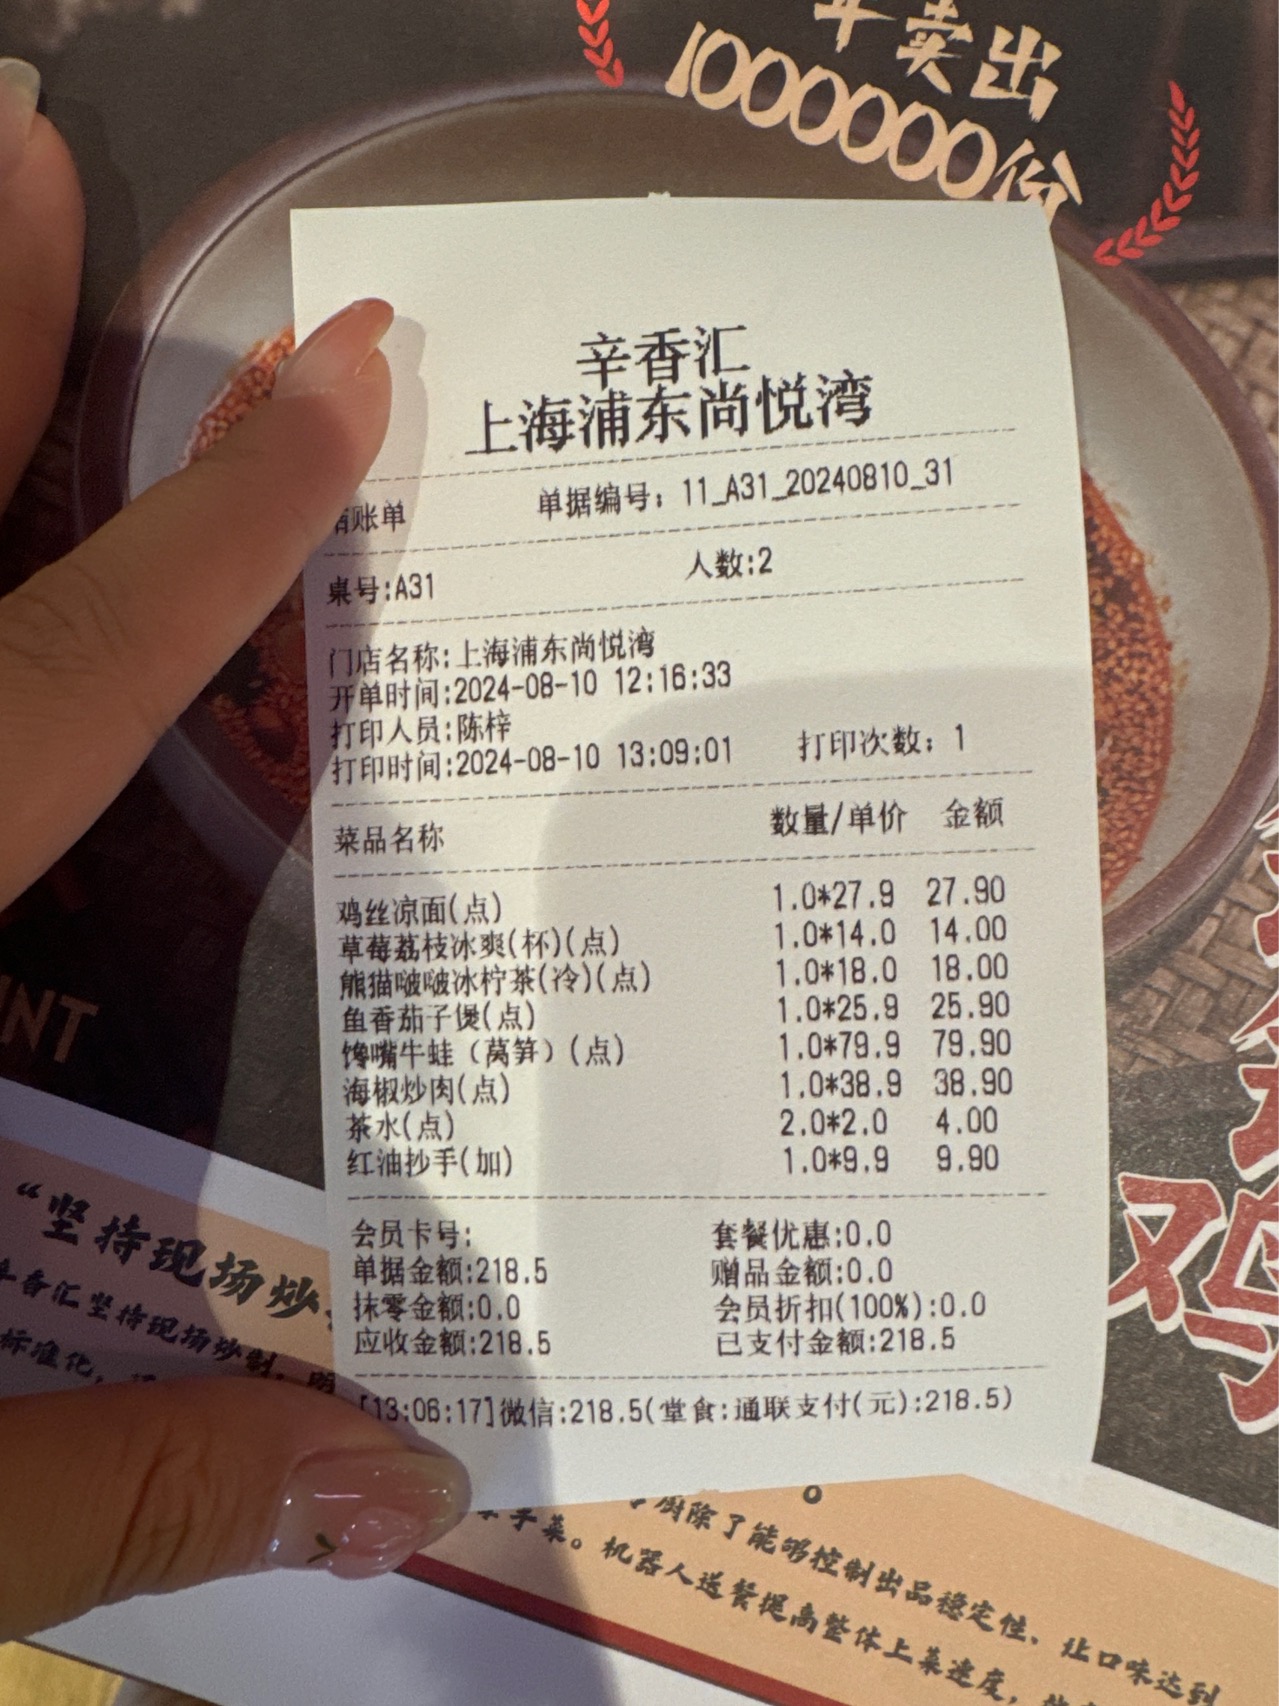 年卖出
1000000份
辛香汇
上海浦东尚悦湾
结账单 单据编号: 11_A31_20240810_31
桌号:A31 人数:2
门店名称:上海浦东尚悦湾
开单时间:2024-08-10 12:16:33
打印人员:陈梓
打印时间:2024-08-10 13:09:01 打印次数: 1
菜品名称 数量/单价 金额
鸡丝凉面(点) 1.0*27.9 27.90
草莓荔枝冰爽(杯)(点) 1.0*14.0 14.00
熊猫啵啵冰柠茶(冷)(点) 1.0*18.0 18.00
鱼香茄子煲(点) 1.0*25.9 25.90
馋嘴牛蛙（莴笋）(点) 1.0*79.9 79.90
海椒炒肉(点) 1.0*38.9 38.90
茶水(点) 2.0*2.0 4.00
红油抄手(加) 1.0*9.9 9.90
会员卡号: 套餐优惠:0.0
单据金额:218.5 赠品金额:0.0
抹零金额:0.0 会员折扣(100%):0.0
应收金额:218.5 已支付金额:218.5
[13:06:17]微信:218.5(堂食:通联支付(元):218.5)
“坚持现场炒
辛香汇坚持现场炒制，
标准化，
厨除了能够控制出品稳定性、让口味达到
拿手菜。机器人送餐提高整体上菜速度，
鸡